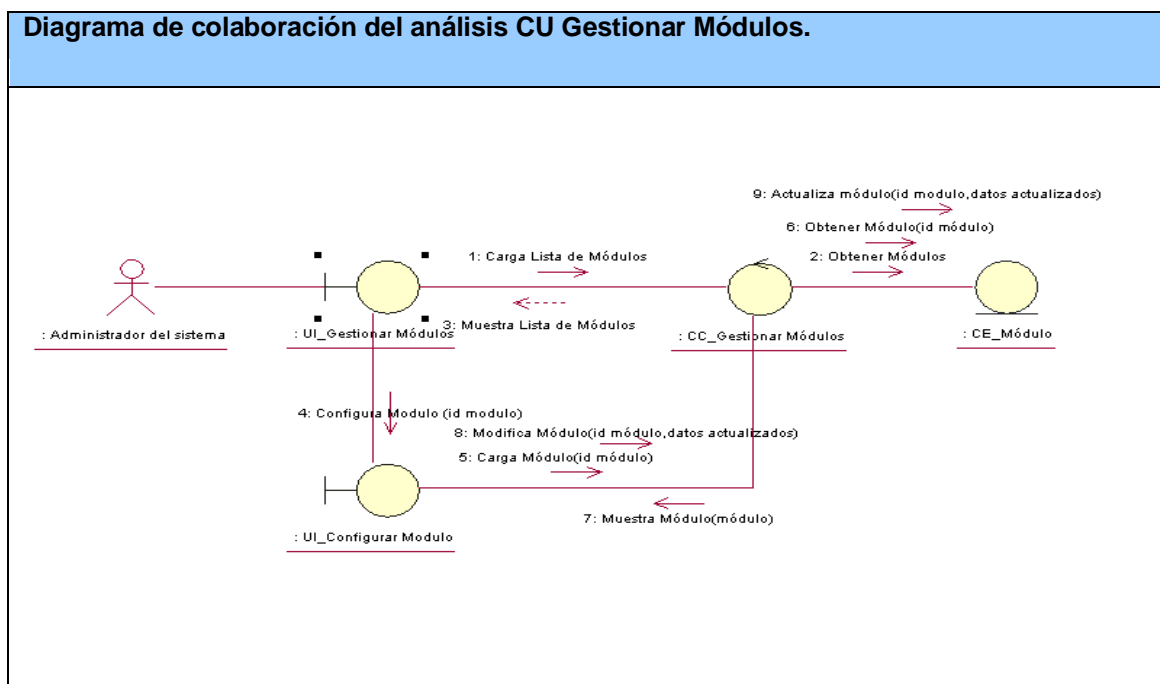 Diagrama de colaboración del análisis CU Gestionar Módulos.
9: Actualiza módulo(id modulo,datos actualizados)
6: Obtener Módulo(id módulo)
1: Carga Lista de Módulos
2: Obtener Módulos
3: Muestra Lista de Módulos
: Administrador del sistema
: UI_Gestionar Módulos
: CC_Gestionar Módulos
: CE_Módulo
4: Configura Modulo (id modulo)
8: Modifica Módulo(id módulo,datos actualizados)
5: Carga Módulo(id módulo)
7: Muestra Módulo(módulo)
: UI_Configurar Modulo